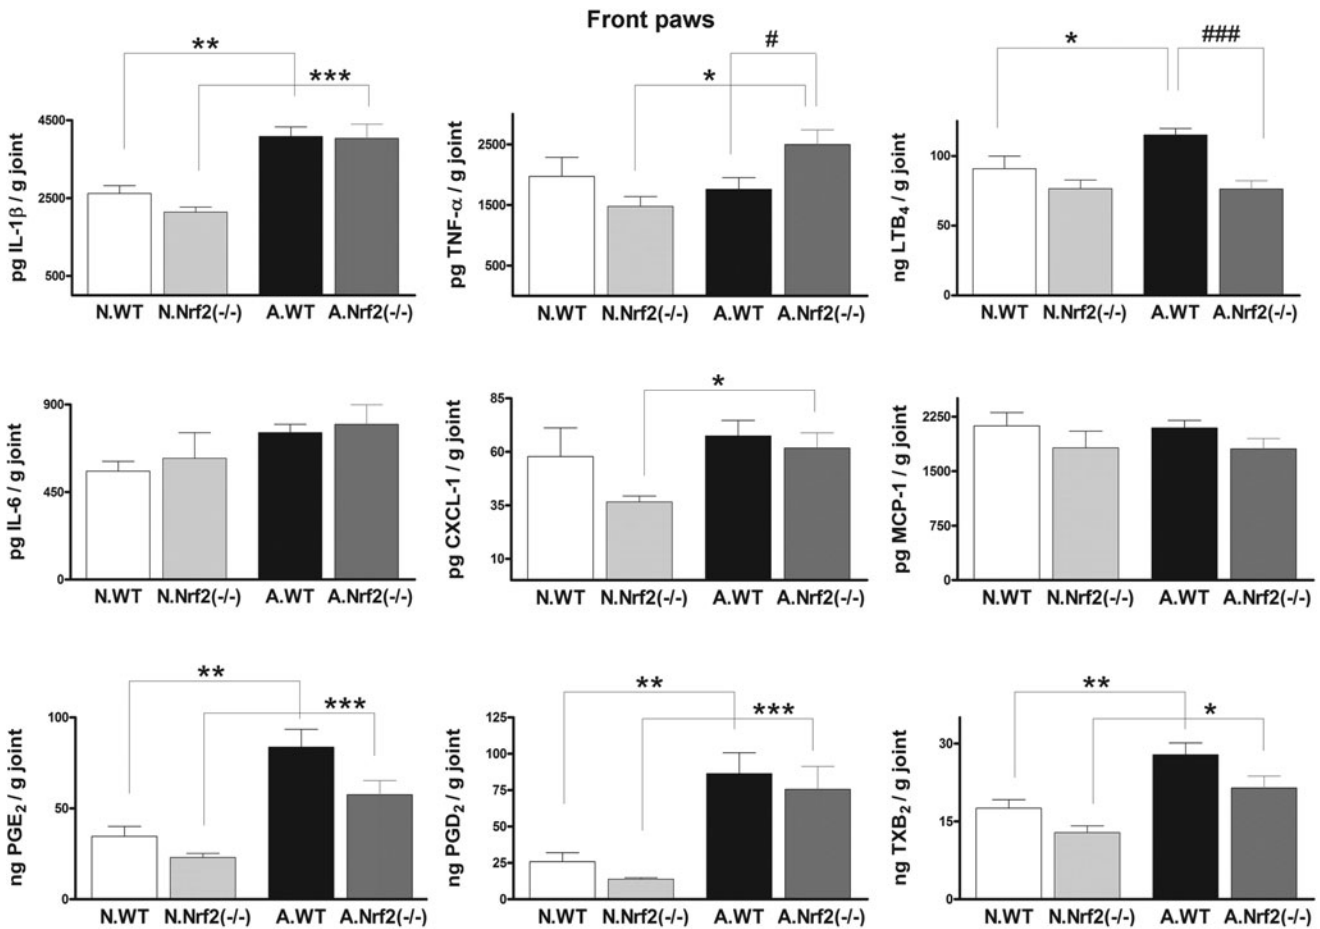 Front paws
** *** 
pg IL-1β / g joint
4500
2500
500
N.WT N.Nrf2(-/-) A.WT A.Nrf2(-/-)
#
*
pg TNF-α / g joint
2500
1500
500
N.WT N.Nrf2(-/-) A.WT A.Nrf2(-/-)
* ###
ng LTB4 / g joint
100
50
0
N.WT N.Nrf2(-/-) A.WT A.Nrf2(-/-)
pg IL-6 / g joint
900
450
0
N.WT N.Nrf2(-/-) A.WT A.Nrf2(-/-)
*
pg CXCL-1 / g joint
85
60
35
10
N.WT N.Nrf2(-/-) A.WT A.Nrf2(-/-)
pg MCP-1 / g joint
2250
1500
750
0
N.WT N.Nrf2(-/-) A.WT A.Nrf2(-/-)
**
***
ng PGE2 / g joint
100
50
0
N.WT N.Nrf2(-/-) A.WT A.Nrf2(-/-)
**
***
ng PGD2 / g joint
125
100
75
50
25
0
N.WT N.Nrf2(-/-) A.WT A.Nrf2(-/-)
**
*
ng TXB2 / g joint
30
15
0
N.WT N.Nrf2(-/-) A.WT A.Nrf2(-/-)